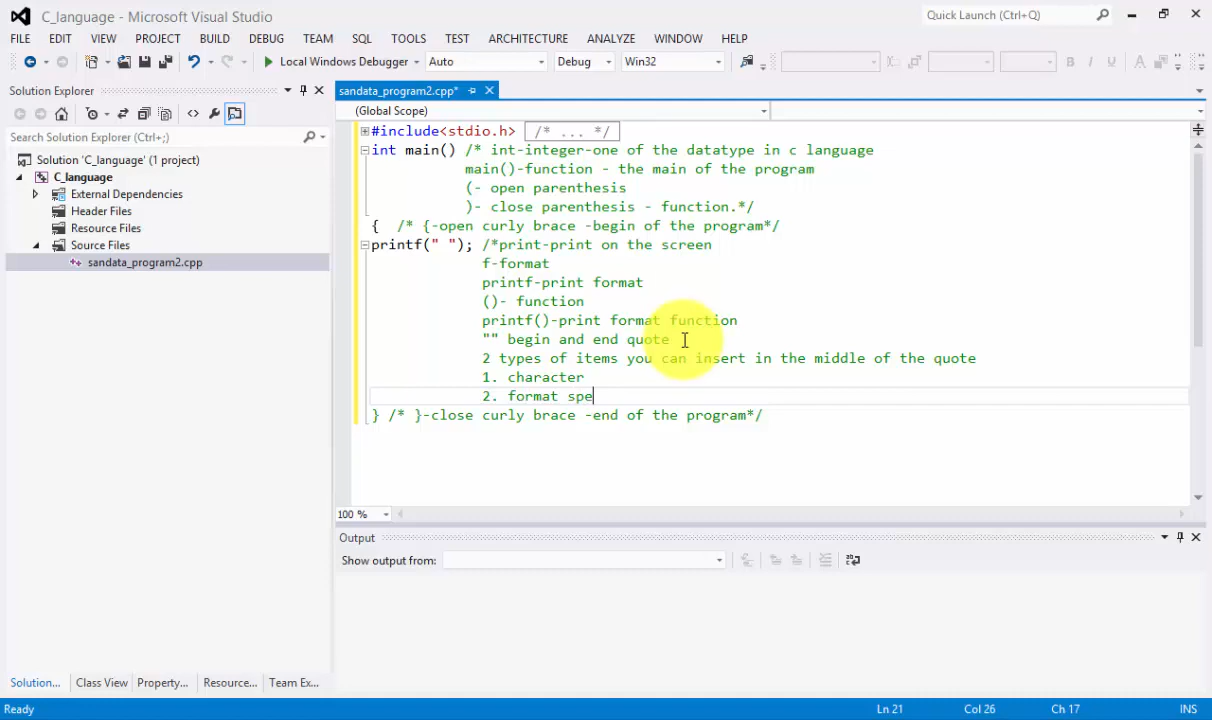 C_language - Microsoft Visual Studio
Quick Launch (Ctrl+Q)
FILE EDIT VIEW PROJECT BUILD DEBUG TEAM SQL TOOLS TEST ARCHITECTURE ANALYZE WINDOW HELP
Local Windows Debugger Auto Debug Win32
Solution Explorer
sandata_program2.cpp*
(Global Scope)
Search Solution Explorer (Ctrl+;)
Solution 'C_language' (1 project)
C_language
External Dependencies
Header Files
Resource Files
Source Files
sandata_program2.cpp
#include<stdio.h> /* ... */
int main() /* int-integer-one of the datatype in c language
main()-function - the main of the program
(- open parenthesis
)- close parenthesis - function.*/
{ /* {-open curly brace -begin of the program*/
printf(" "); /*print-print on the screen
f-format
printf-print format
()- function
printf()-print format function
"" begin and end quote
2 types of items you can insert in the middle of the quote
1. character
2. format spe
} /* }-close curly brace -end of the program*/
100 %
Output
Show output from:
Solution... Class View Property... Resource... Team Ex...
Ready Ln 21 Col 26 Ch 17 INS